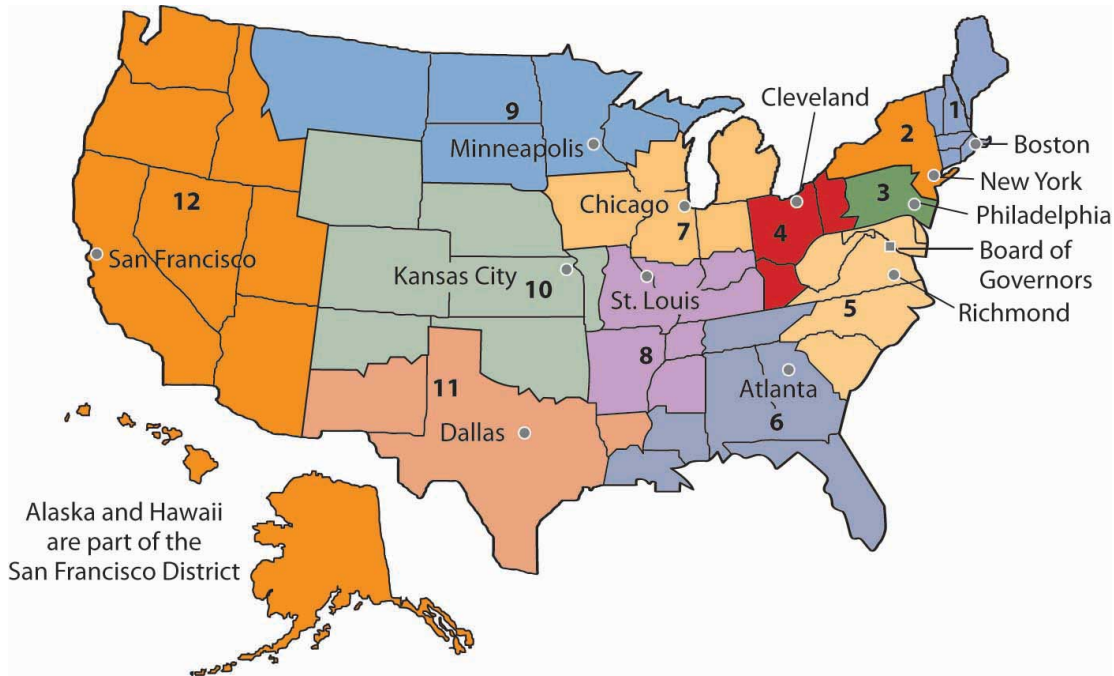 Cleveland
1
2
Boston
9
Minneapolis
New York
3
Philadelphia
12
Chicago
7
4
Board of
Governors
San Francisco
Kansas City
10
St. Louis
5
Richmond
8
11
Atlanta
6
Dallas
Alaska and Hawaii
are part of the
San Francisco District